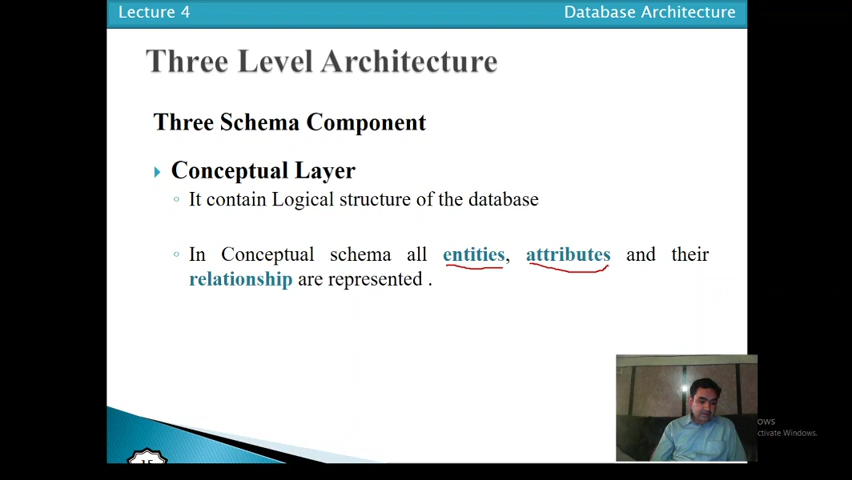 Lecture 4
Database Architecture
Three Level Architecture
Three Schema Component
Conceptual Layer
It contain Logical structure of the database
In Conceptual schema all entities, attributes and their
relationship are represented .
15
ctivate Windows.